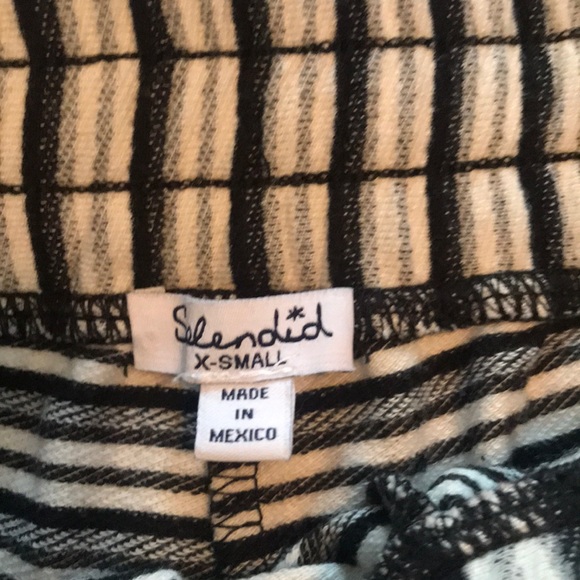 Splendid*
X-SMALL
MADE
IN
MEXICO